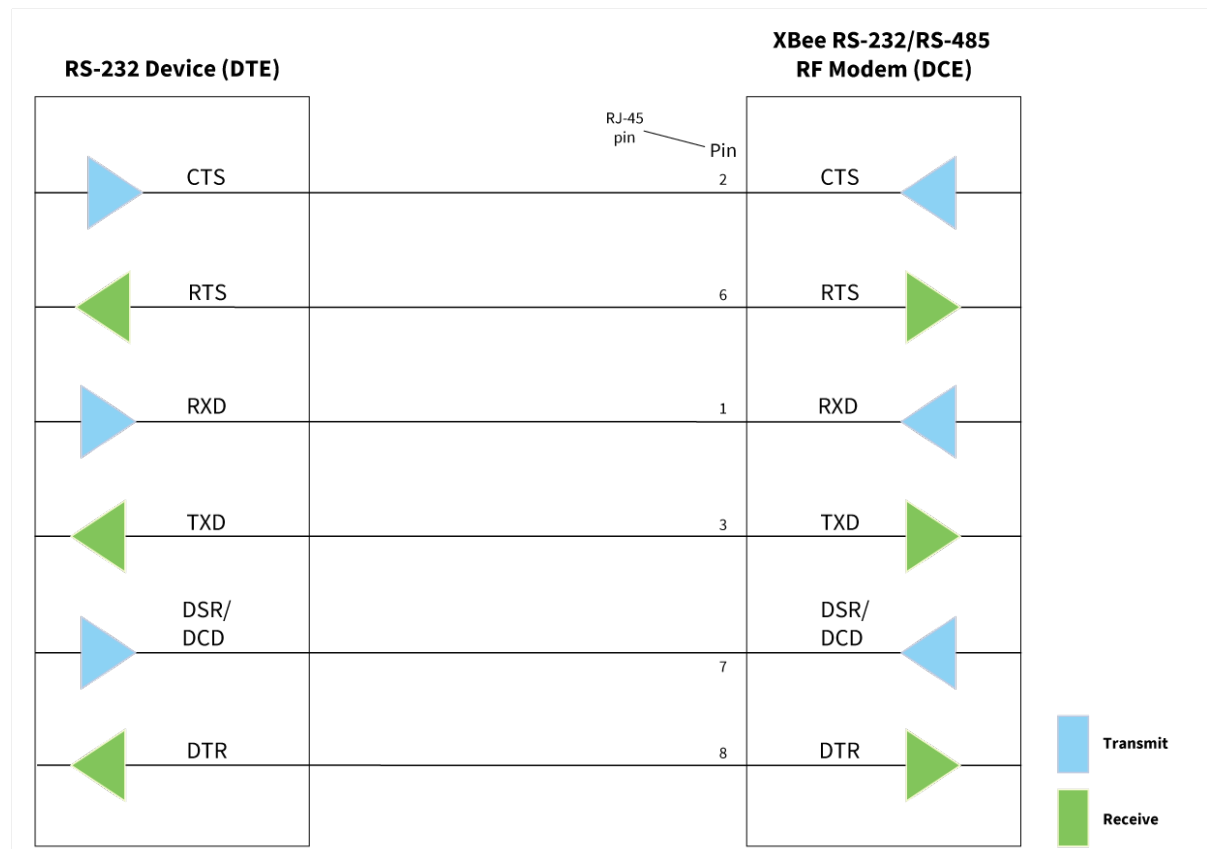 RS-232 Device (DTE)
XBee RS-232/RS-485
RF Modem (DCE)
RJ-45
pin
Pin
CTS
2
CTS
RTS
6
RTS
RXD
1
RXD
TXD
3
TXD
DSR/
DCD
7
DSR/
DCD
DTR
8
DTR
Transmit
Receive